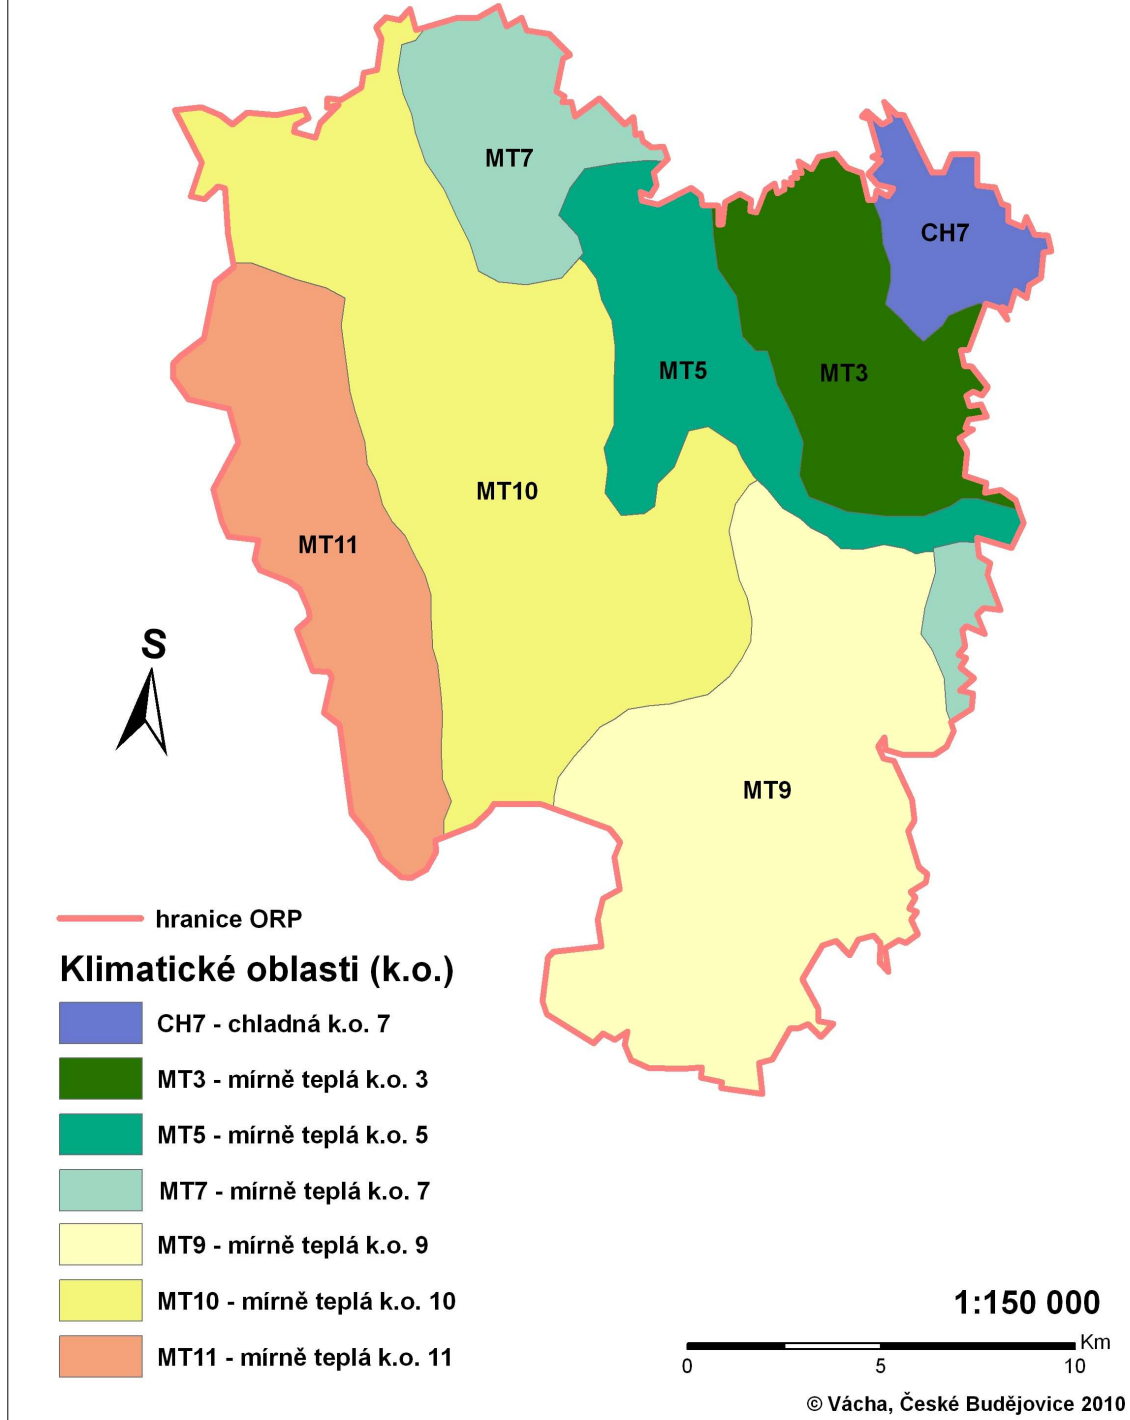 MT7
CH7
MT5
MT3
MT10
MT11
S
MT9
hranice ORP
Klimatické oblasti (k.o.)
CH7 - chladná k.o. 7
MT3 - mírně teplá k.o. 3
MT5 - mírně teplá k.o. 5
MT7 - mírně teplá k.o. 7
MT9 - mírně teplá k.o. 9
MT10 - mírně teplá k.o. 10
MT11 - mírně teplá k.o. 11
1:150 000
Km
0 5 10
© Vácha, České Budějovice 2010